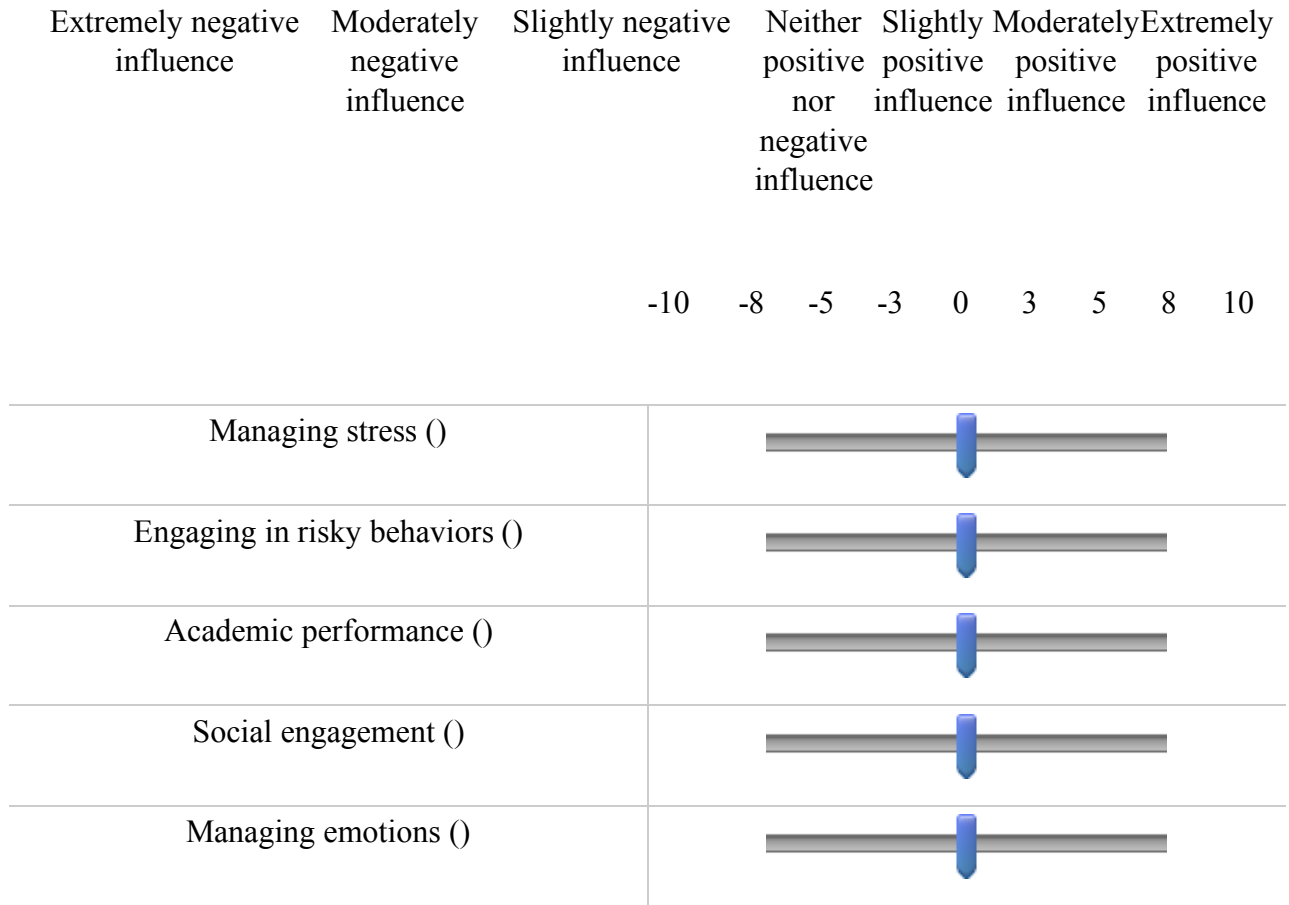 Extremely negative Moderately Slightly negative Neither Slightly Moderately Extremely
influence negative influence positive positive positive positive
influence nor influence influence influence
negative
influence
-10 -8 -5 -3 0 3 5 8 10
Managing stress ()
Engaging in risky behaviors ()
Academic performance ()
Social engagement ()
Managing emotions ()